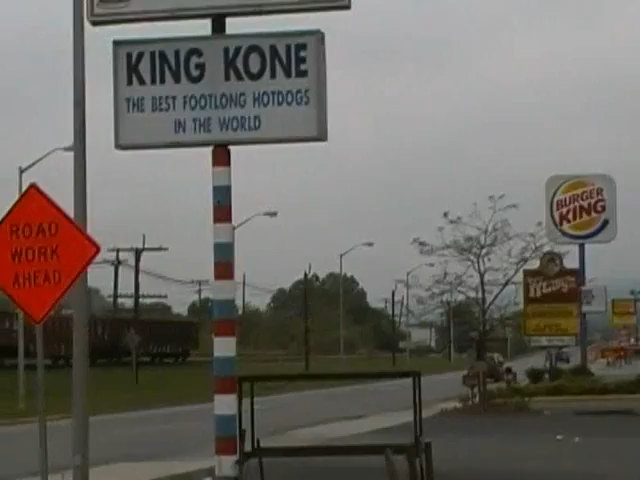 KING KONE
THE BEST FOOTLONG HOTDOGS
IN THE WORLD
ROAD
WORK
AHEAD
BURGER
KING
Wendy's